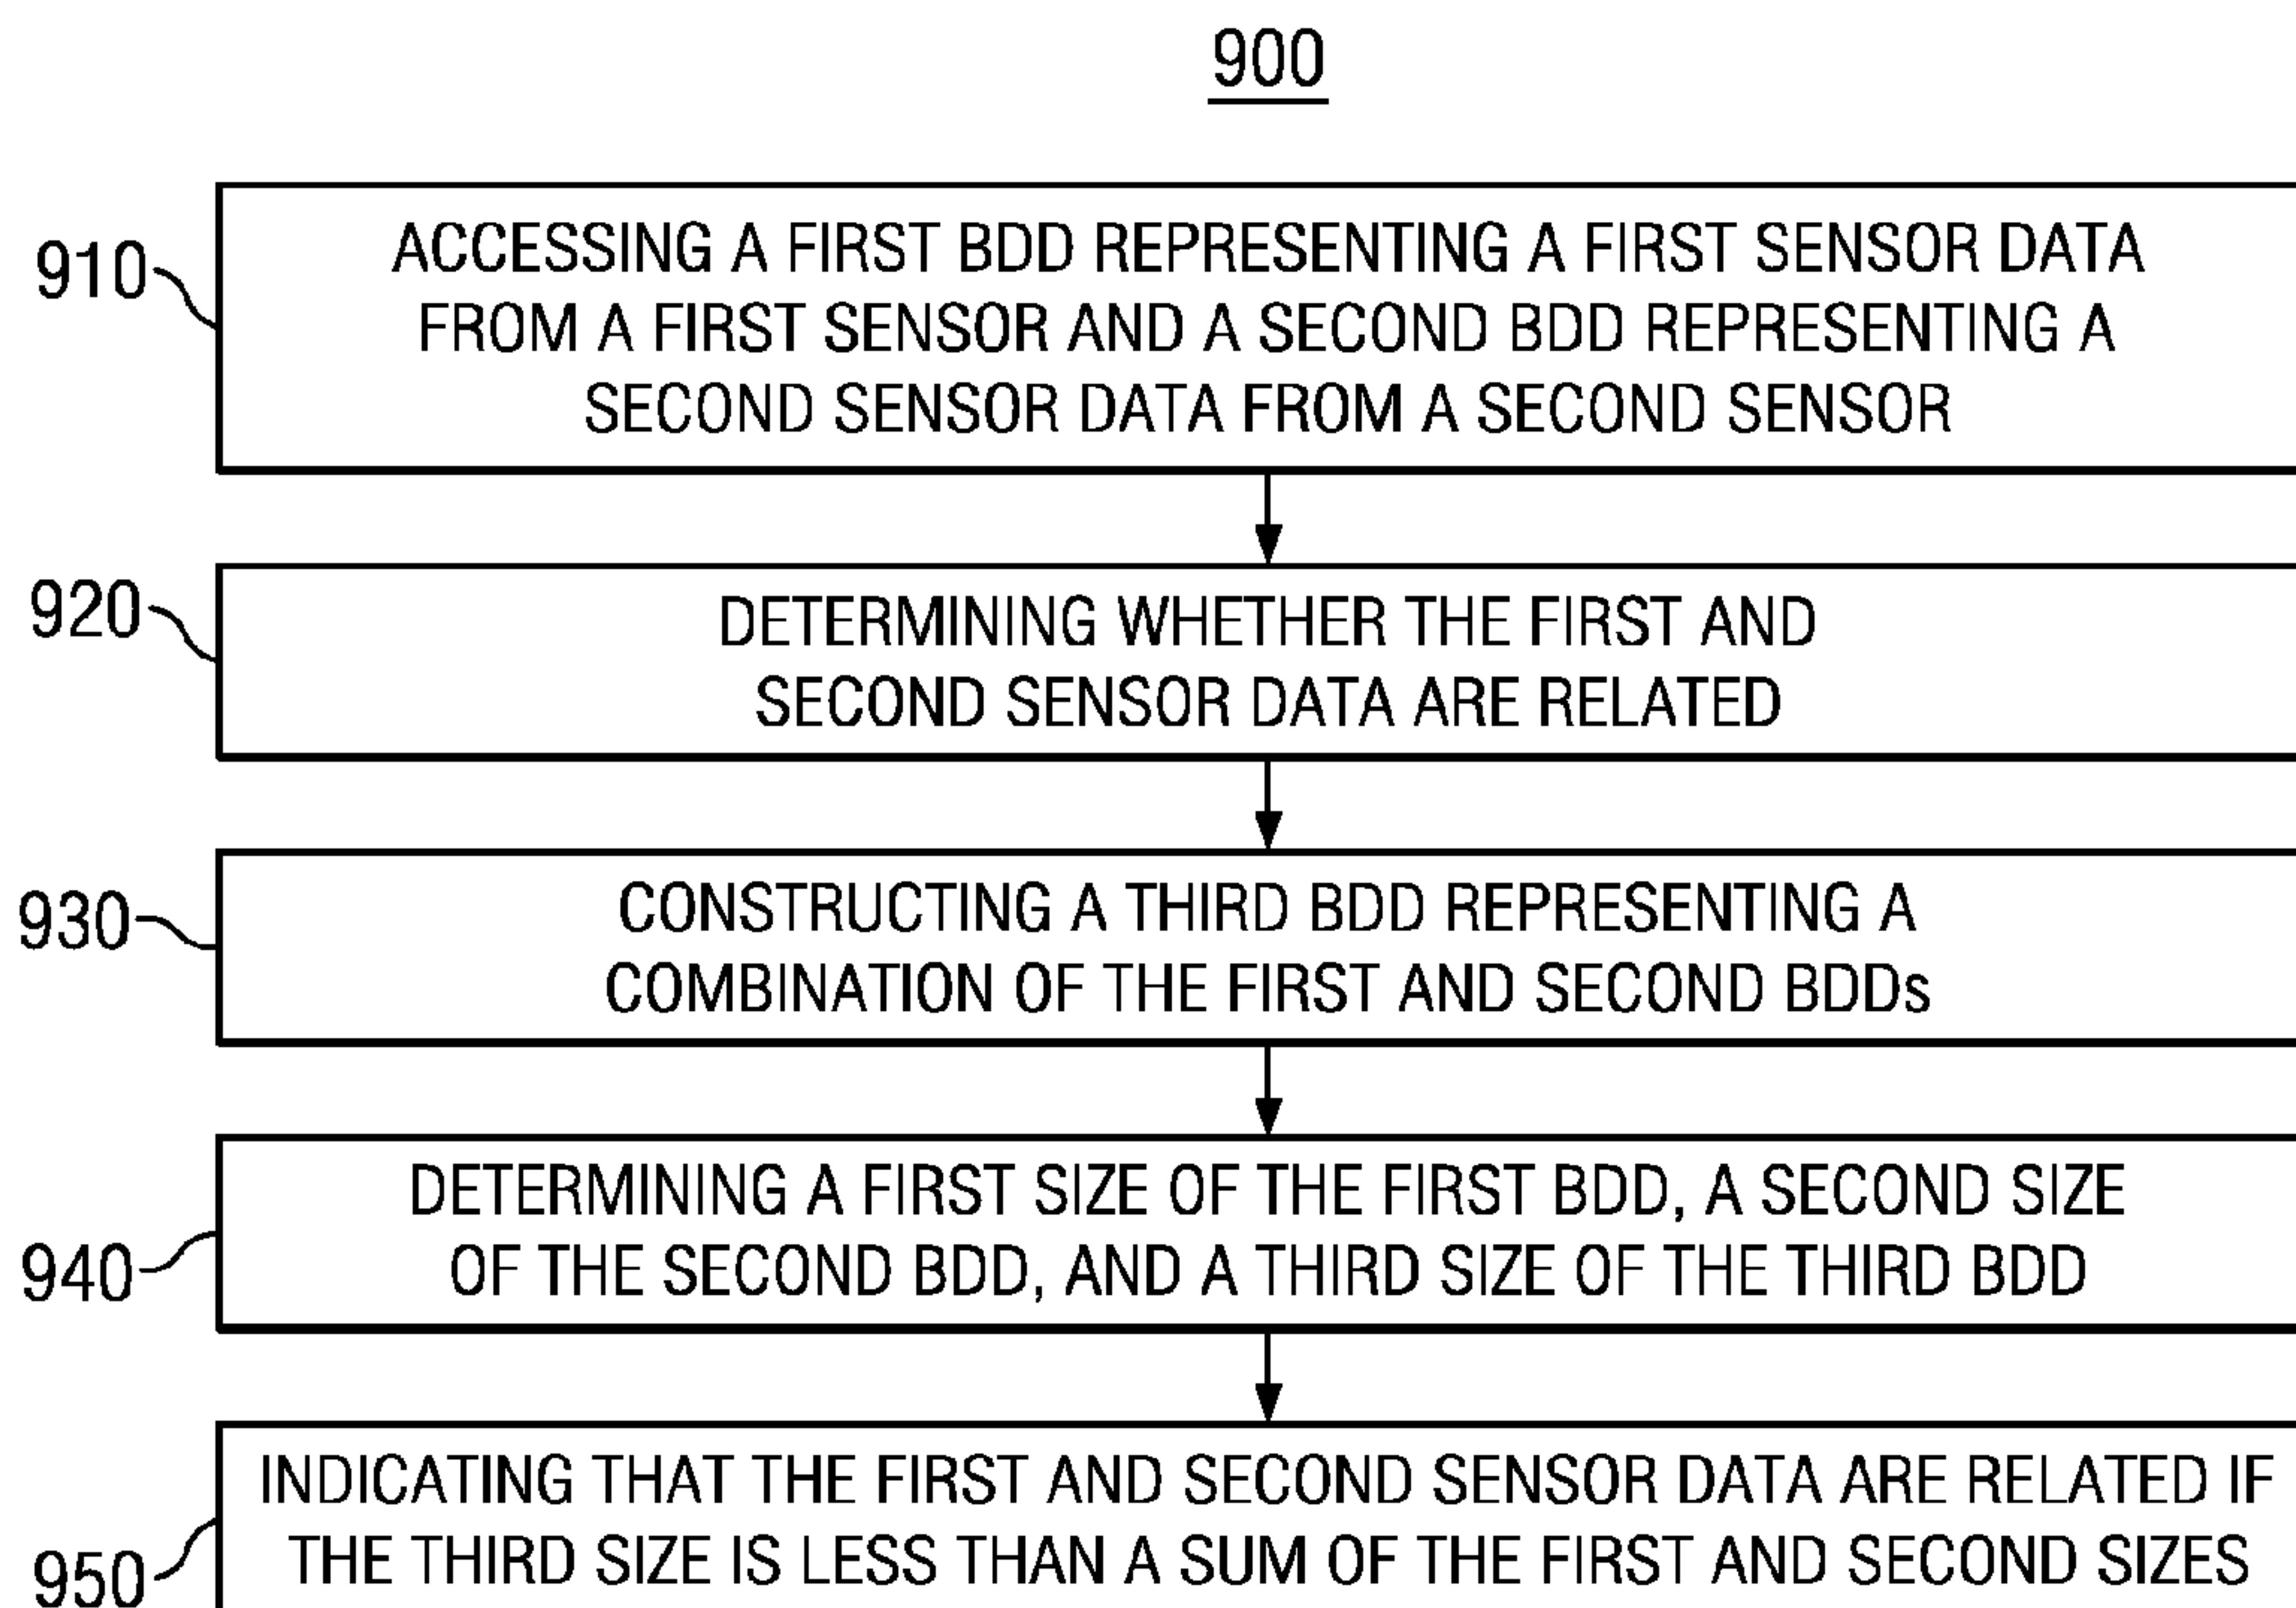 900
910
ACCESSING A FIRST BDD REPRESENTING A FIRST SENSOR DATA
FROM A FIRST SENSOR AND A SECOND BDD REPRESENTING A
SECOND SENSOR DATA FROM A SECOND SENSOR
920
DETERMINING WHETHER THE FIRST AND
SECOND SENSOR DATA ARE RELATED
930
CONSTRUCTING A THIRD BDD REPRESENTING A
COMBINATION OF THE FIRST AND SECOND BDDs
940
DETERMINING A FIRST SIZE OF THE FIRST BDD, A SECOND SIZE
OF THE SECOND BDD, AND A THIRD SIZE OF THE THIRD BDD
950
INDICATING THAT THE FIRST AND SECOND SENSOR DATA ARE RELATED IF
THE THIRD SIZE IS LESS THAN A SUM OF THE FIRST AND SECOND SIZES